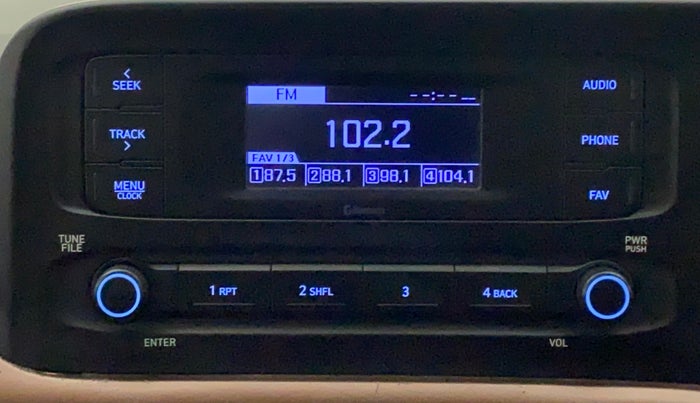 <
SEEK
TRACK
>
MENU
CLOCK
FM --:--
102.2
FAV 1/3
1 87.5 2 88.1 3 98.1 4 104.1
AUDIO
PHONE
FAV
TUNE
FILE
PWR
PUSH
1 RPT 2 SHFL 3 4 BACK
ENTER VOL